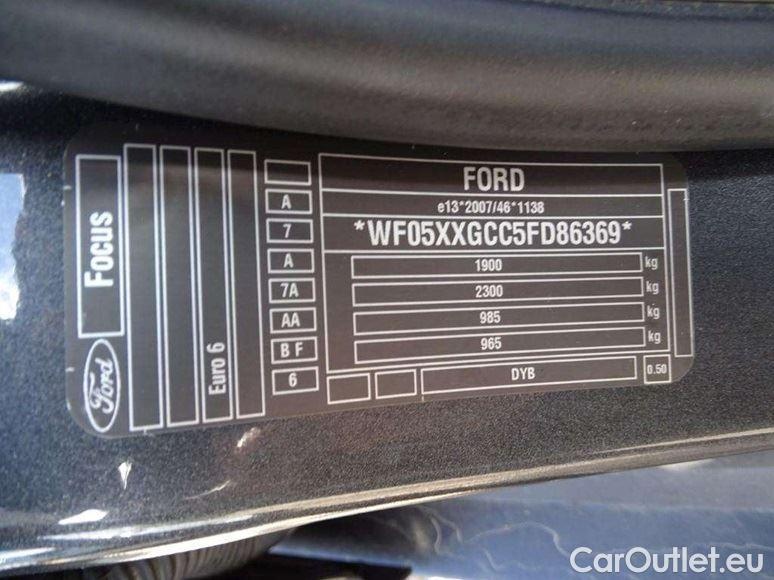 FORD
e13*2007/46*1138
*WF05XXGCC5FD86369*
1900 kg
2300 kg
985 kg
965 kg
DYB 0.50
A
7
A
7A
AA
B F
6
Euro 6
Focus
Ford
CarOutlet.eu